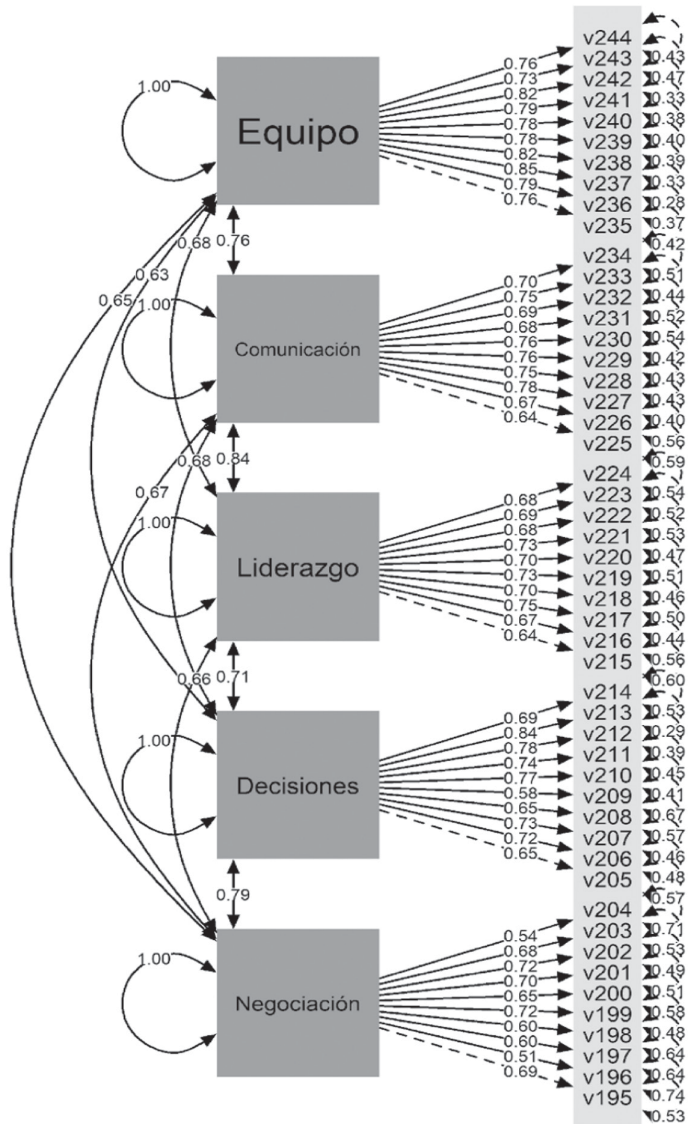 v244
1.00
0.76
v243
0.43
0.73
v242
0.47
0.82
v241
0.33
Equipo
0.79
v240
0.38
0.78
v239
0.40
0.78
v238
0.39
0.82
v237
0.33
0.85
v236
0.28
0.79
v235
0.37
0.76
0.68
0.76
0.42
v234
0.63
0.70
v233
0.51
0.65
1.00
0.75
v232
0.44
0.69
v231
0.52
Comunicación
0.68
v230
0.54
0.76
v229
0.42
0.76
v228
0.43
0.75
v227
0.43
0.78
v226
0.40
0.67
v225
0.56
0.64
0.68
0.84
0.59
v224
0.67
0.68
v223
0.54
1.00
0.69
v222
0.52
0.68
v221
0.53
Liderazgo
0.73
v220
0.47
0.70
v219
0.51
0.73
v218
0.46
0.70
v217
0.50
0.75
v216
0.44
0.67
v215
0.56
0.64
0.66
0.71
0.60
v214
0.69
v213
0.53
1.00
0.84
v212
0.29
0.78
v211
0.39
Decisiones
0.74
v210
0.45
0.77
v209
0.41
0.58
v208
0.67
0.65
v207
0.57
0.73
v206
0.46
0.72
v205
0.48
0.65
0.79
0.57
v204
0.54
v203
0.71
1.00
0.68
v202
0.53
0.72
v201
0.49
Negociación
0.70
v200
0.51
0.65
v199
0.58
0.72
v198
0.48
0.60
v197
0.64
0.60
v196
0.64
0.51
v195
0.74
0.69
0.53